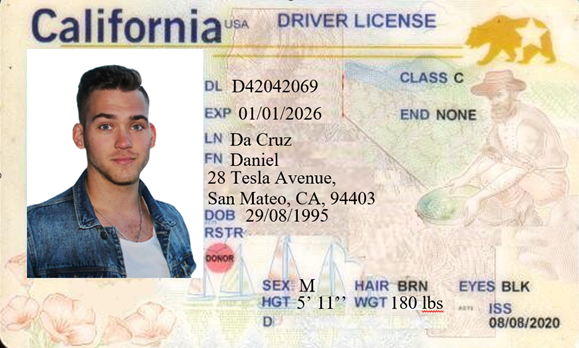 California USA DRIVER LICENSE
DL D42042069 CLASS C
EXP 01/01/2026 END NONE
LN Da Cruz
FN Daniel
28 Tesla Avenue,
San Mateo, CA, 94403
DOB 29/08/1995
RSTR
DONOR
SEX M HAIR BRN EYES BLK
HGT 5’ 11’’ WGT 180 lbs ISS
D 08/08/2020